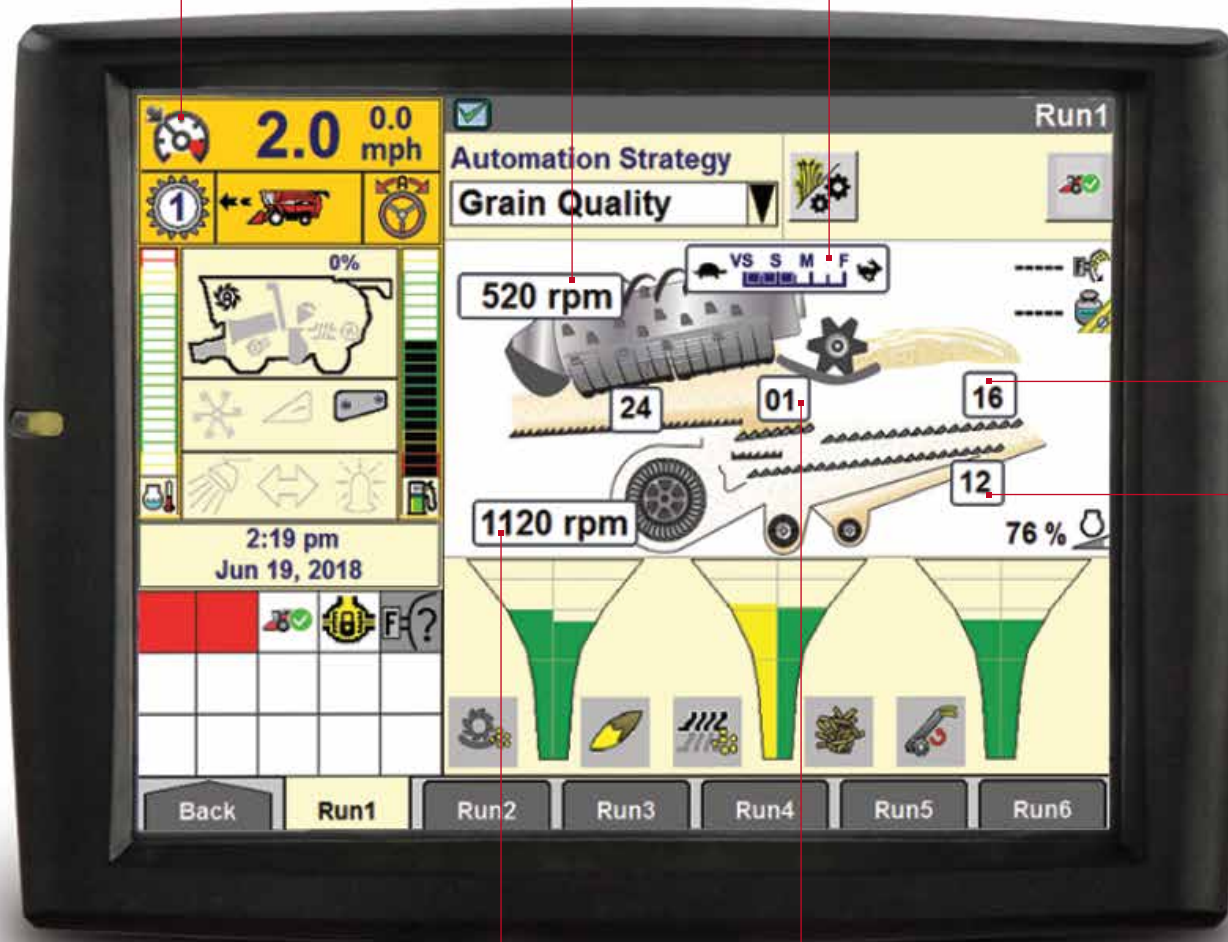 2.0 0.0 mph
1
A
0%
2:19 pm
Jun 19, 2018
F ?
Run1
Automation Strategy
Grain Quality
VS S M F
520 rpm
----- F
-----
24
01
16
12
1120 rpm
76 %
Back
Run1
Run2
Run3
Run4
Run5
Run6